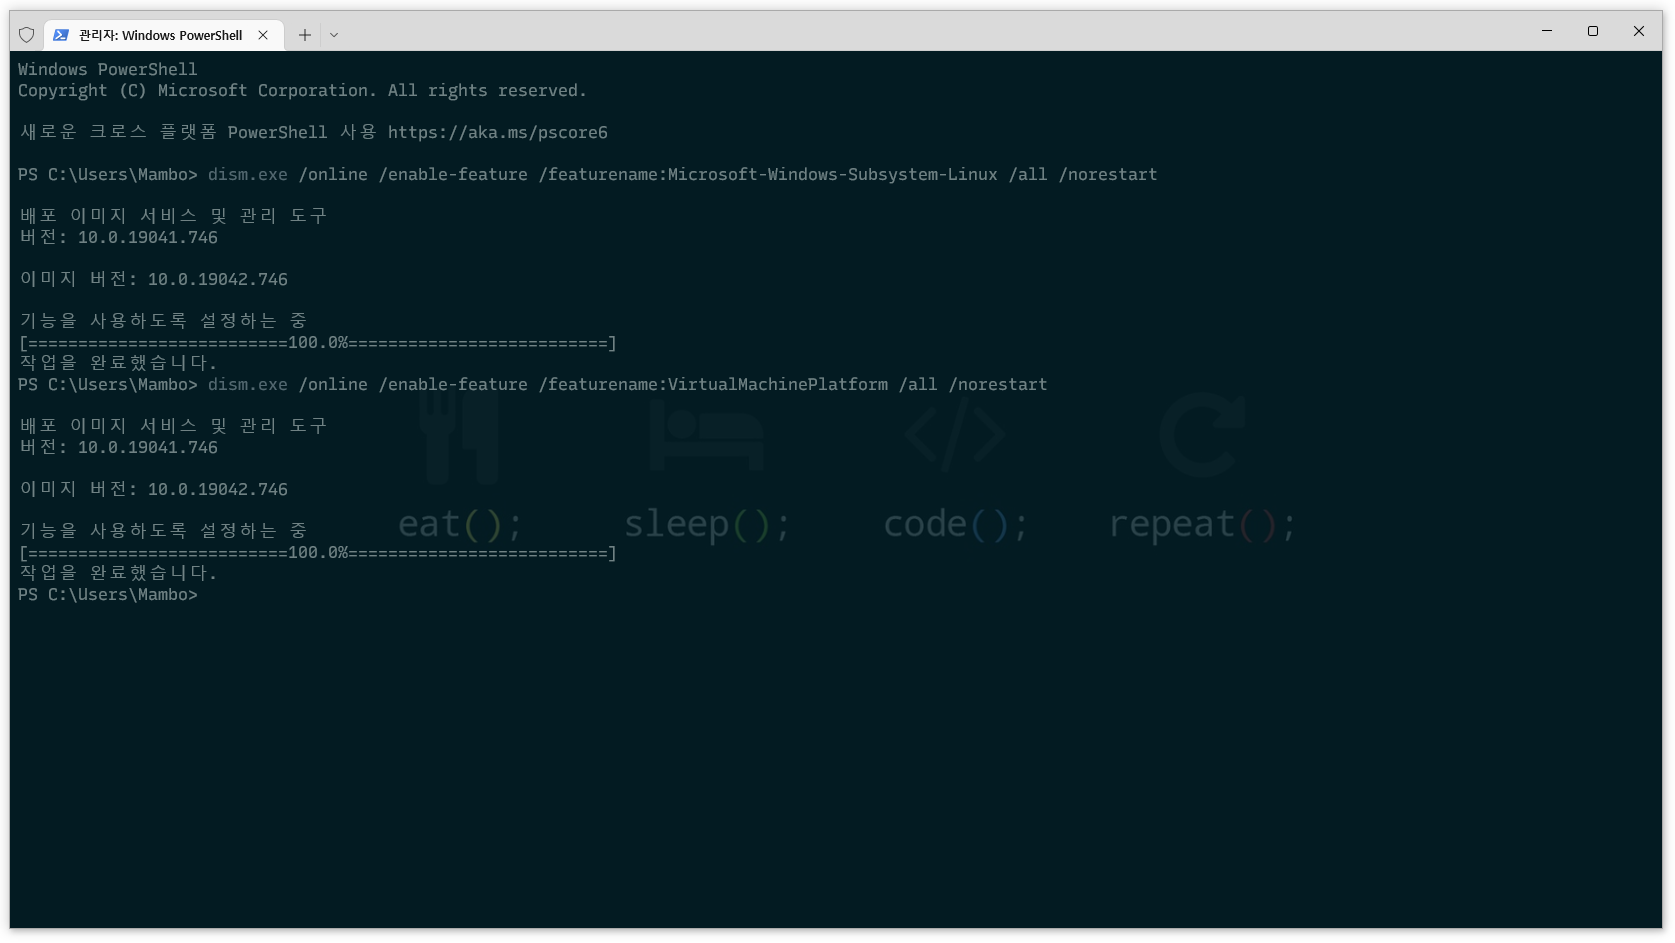 관리자: Windows PowerShell
Windows PowerShell
Copyright (C) Microsoft Corporation. All rights reserved.
새로운 크로스 플랫폼 PowerShell 사용 https://aka.ms/pscore6
PS C:\Users\Mambo> dism.exe /online /enable-feature /featurename:Microsoft-Windows-Subsystem-Linux /all /norestart
배포 이미지 서비스 및 관리 도구
버전: 10.0.19041.746
이미지 버전: 10.0.19042.746
기능을 사용하도록 설정하는 중
[==========================100.0%==========================]
작업을 완료했습니다.
PS C:\Users\Mambo> dism.exe /online /enable-feature /featurename:VirtualMachinePlatform /all /norestart
배포 이미지 서비스 및 관리 도구
버전: 10.0.19041.746
이미지 버전: 10.0.19042.746
기능을 사용하도록 설정하는 중
[==========================100.0%==========================]
작업을 완료했습니다.
PS C:\Users\Mambo>
eat(); sleep(); code(); repeat();